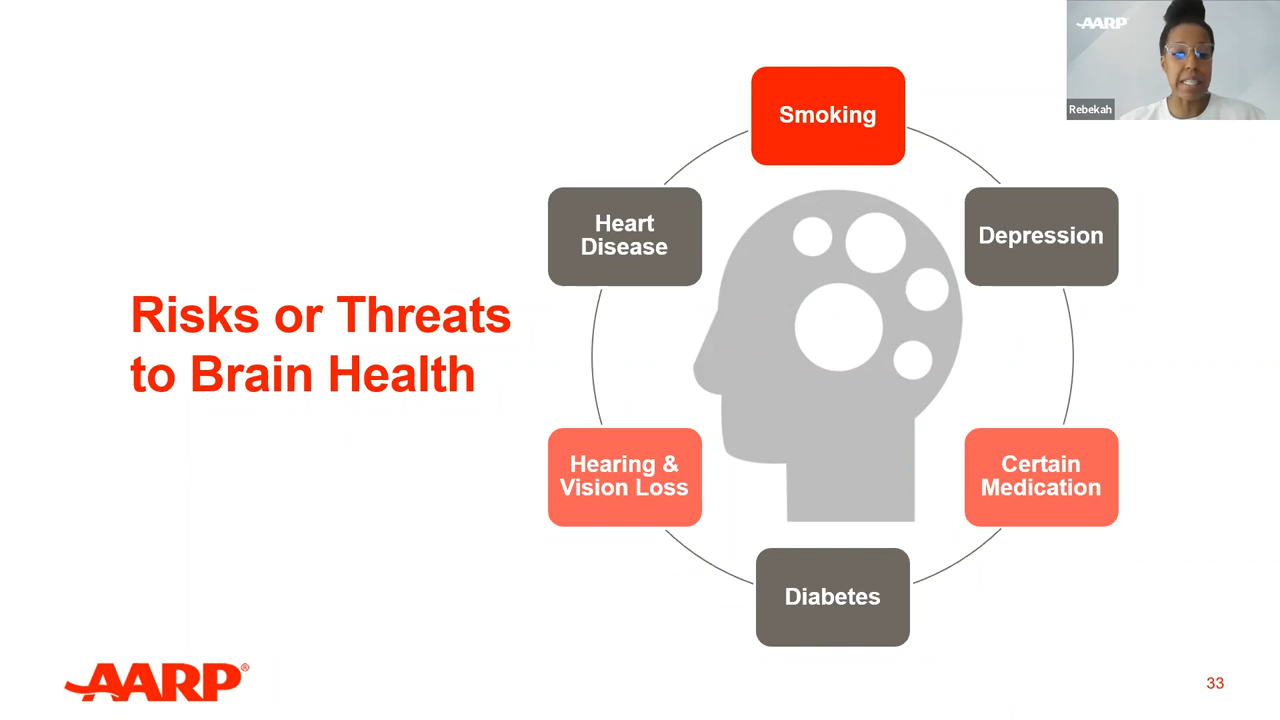 AARP
Rebekah
Smoking
Heart
Disease
Depression
Risks or Threats
to Brain Health
Hearing &
Vision Loss
Certain
Medication
Diabetes
AARP®
33